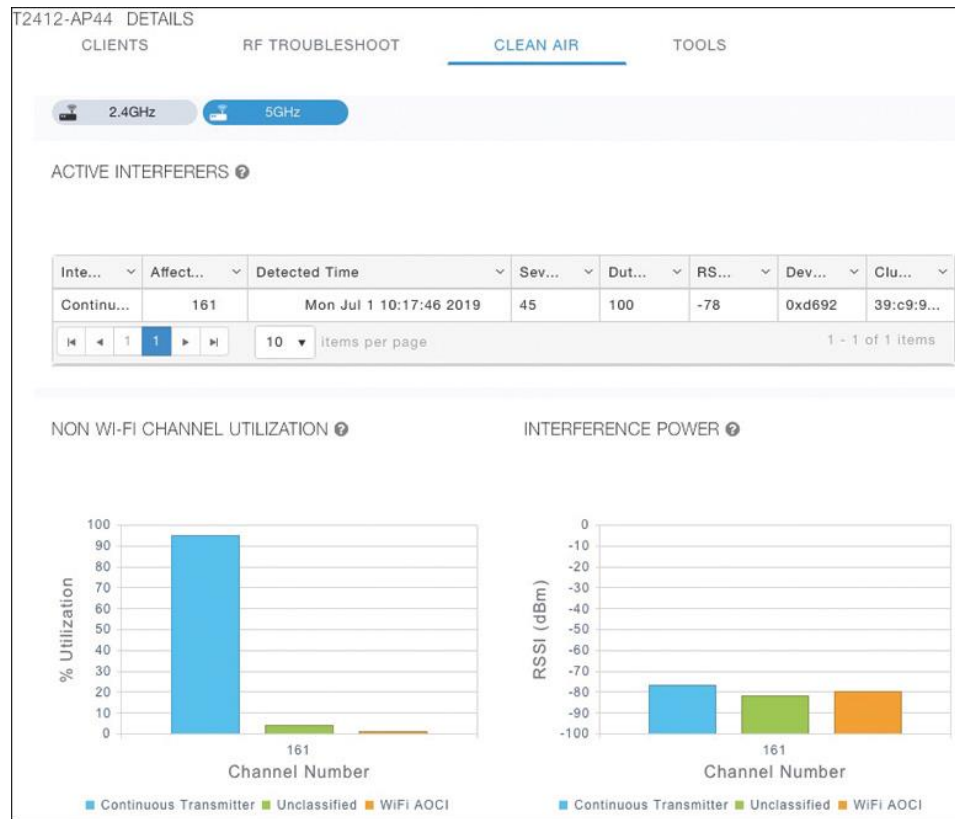 T2412-AP44 DETAILS
CLIENTS RF TROUBLESHOOT CLEAN AIR TOOLS
2.4GHz 5GHz
ACTIVE INTERFERERS ?
Inte... Affect... Detected Time Sev... Dut... RS... Dev... Clu...
Continu... 161 Mon Jul 1 10:17:46 2019 45 100 -78 0xd692 39:c9:9...
1 1 10 items per page 1 - 1 of 1 items
NON WI-FI CHANNEL UTILIZATION ?
% Utilization
100
90
80
70
60
50
40
30
20
10
0
161
Channel Number
Continuous Transmitter Unclassified WiFi AOCI
INTERFERENCE POWER ?
RSSI (dBm)
0
-10
-20
-30
-40
-50
-60
-70
-80
-90
-100
161
Channel Number
Continuous Transmitter Unclassified WiFi AOCI